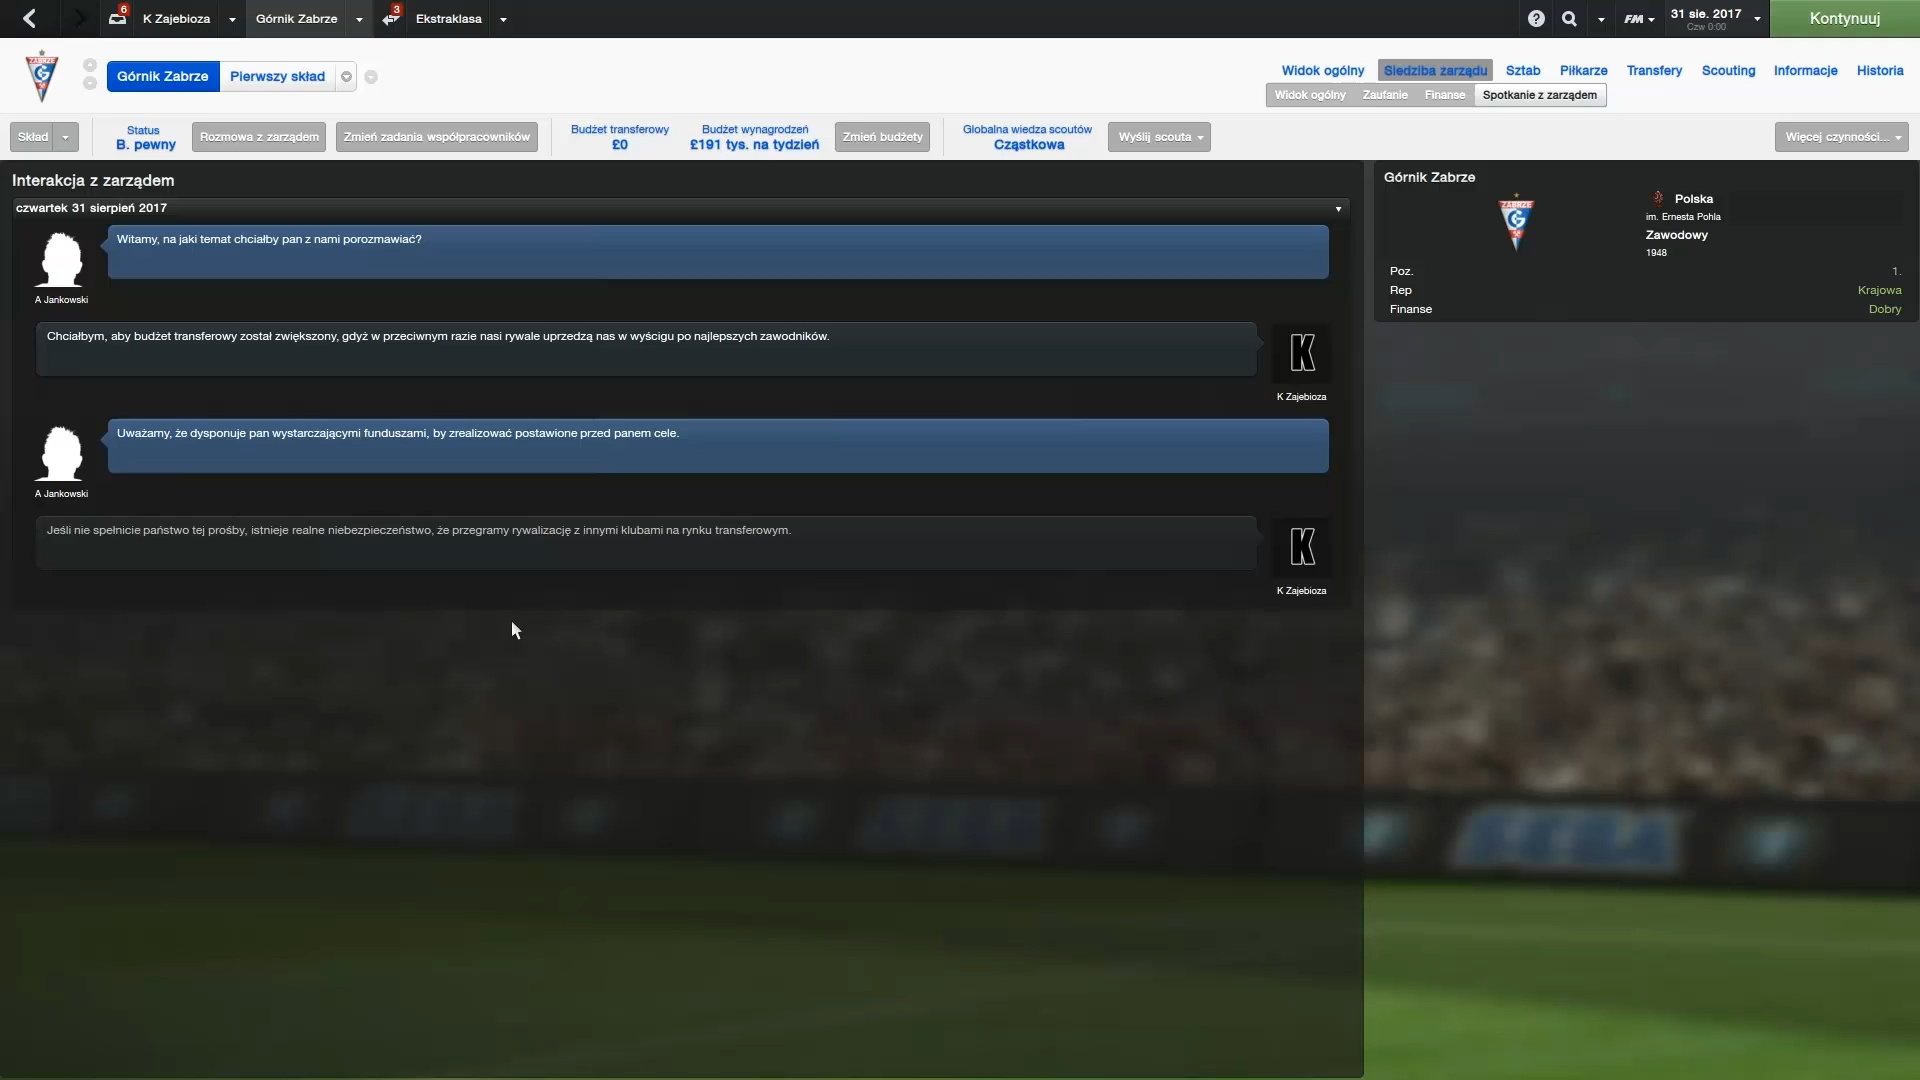 6
K Zajebioza
Górnik Zabrze
3
Ekstraklasa
FM
31 sie. 2017
Czw 0:00
Kontynuuj
Górnik Zabrze
Pierwszy skład
Widok ogólny
Siedziba zarządu
Sztab
Piłkarze
Transfery
Scouting
Informacje
Historia
Widok ogólny
Zaufanie
Finanse
Spotkanie z zarządem
Skład
Status
B. pewny
Rozmowa z zarządem
Zmień zadania współpracowników
Budżet transferowy
£0
Budżet wynagrodzeń
£191 tys. na tydzień
Zmień budżety
Globalna wiedza scoutów
Cząstkowa
Wyślij scouta
Więcej czynności...
Interakcja z zarządem
czwartek 31 sierpień 2017
Witamy, na jaki temat chciałby pan z nami porozmawiać?
A Jankowski
Chciałbym, aby budżet transferowy został zwiększony, gdyż w przeciwnym razie nasi rywale uprzedzą nas w wyścigu po najlepszych zawodników.
K
K Zajebioza
Uważamy, że dysponuje pan wystarczającymi funduszami, by zrealizować postawione przed panem cele.
A Jankowski
Jeśli nie spełnicie państwo tej prośby, istnieje realne niebezpieczeństwo, że przegramy rywalizację z innymi klubami na rynku transferowym.
K
K Zajebioza
Górnik Zabrze
ZABRZE
G
Polska
im. Ernesta Pohla
Zawodowy
1948
Poz.
1.
Rep
Krajowa
Finanse
Dobry